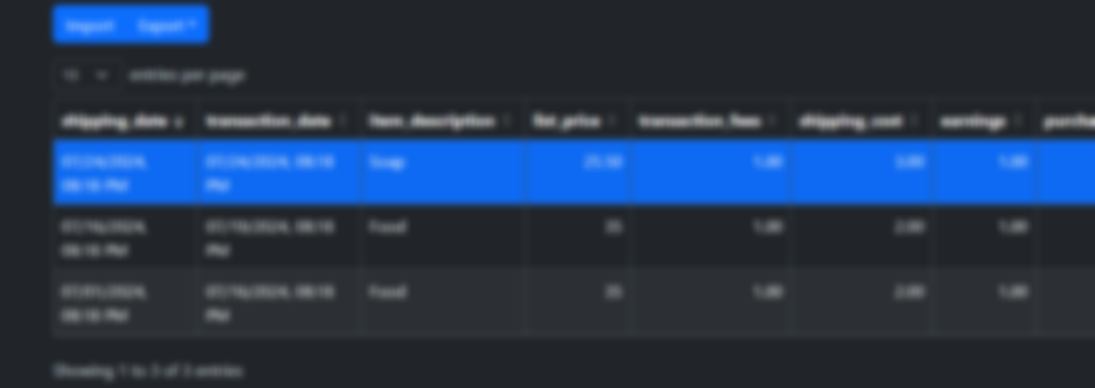 Import Export
10 entries per page
shipping_date transaction_date item_description list_price transaction_fees shipping_cost earnings
07/24/2024, 07/24/2024, 08:18 Soap 25.50 1.00 3.00 1.00
08:18 PM PM
07/16/2024, 07/19/2024, 08:18 Food 35 1.00 2.00 1.00
08:18 PM PM
07/01/2024, 07/16/2024, 08:18 Food 35 1.00 2.00 1.00
08:18 PM PM
Showing 1 to 3 of 3 entries